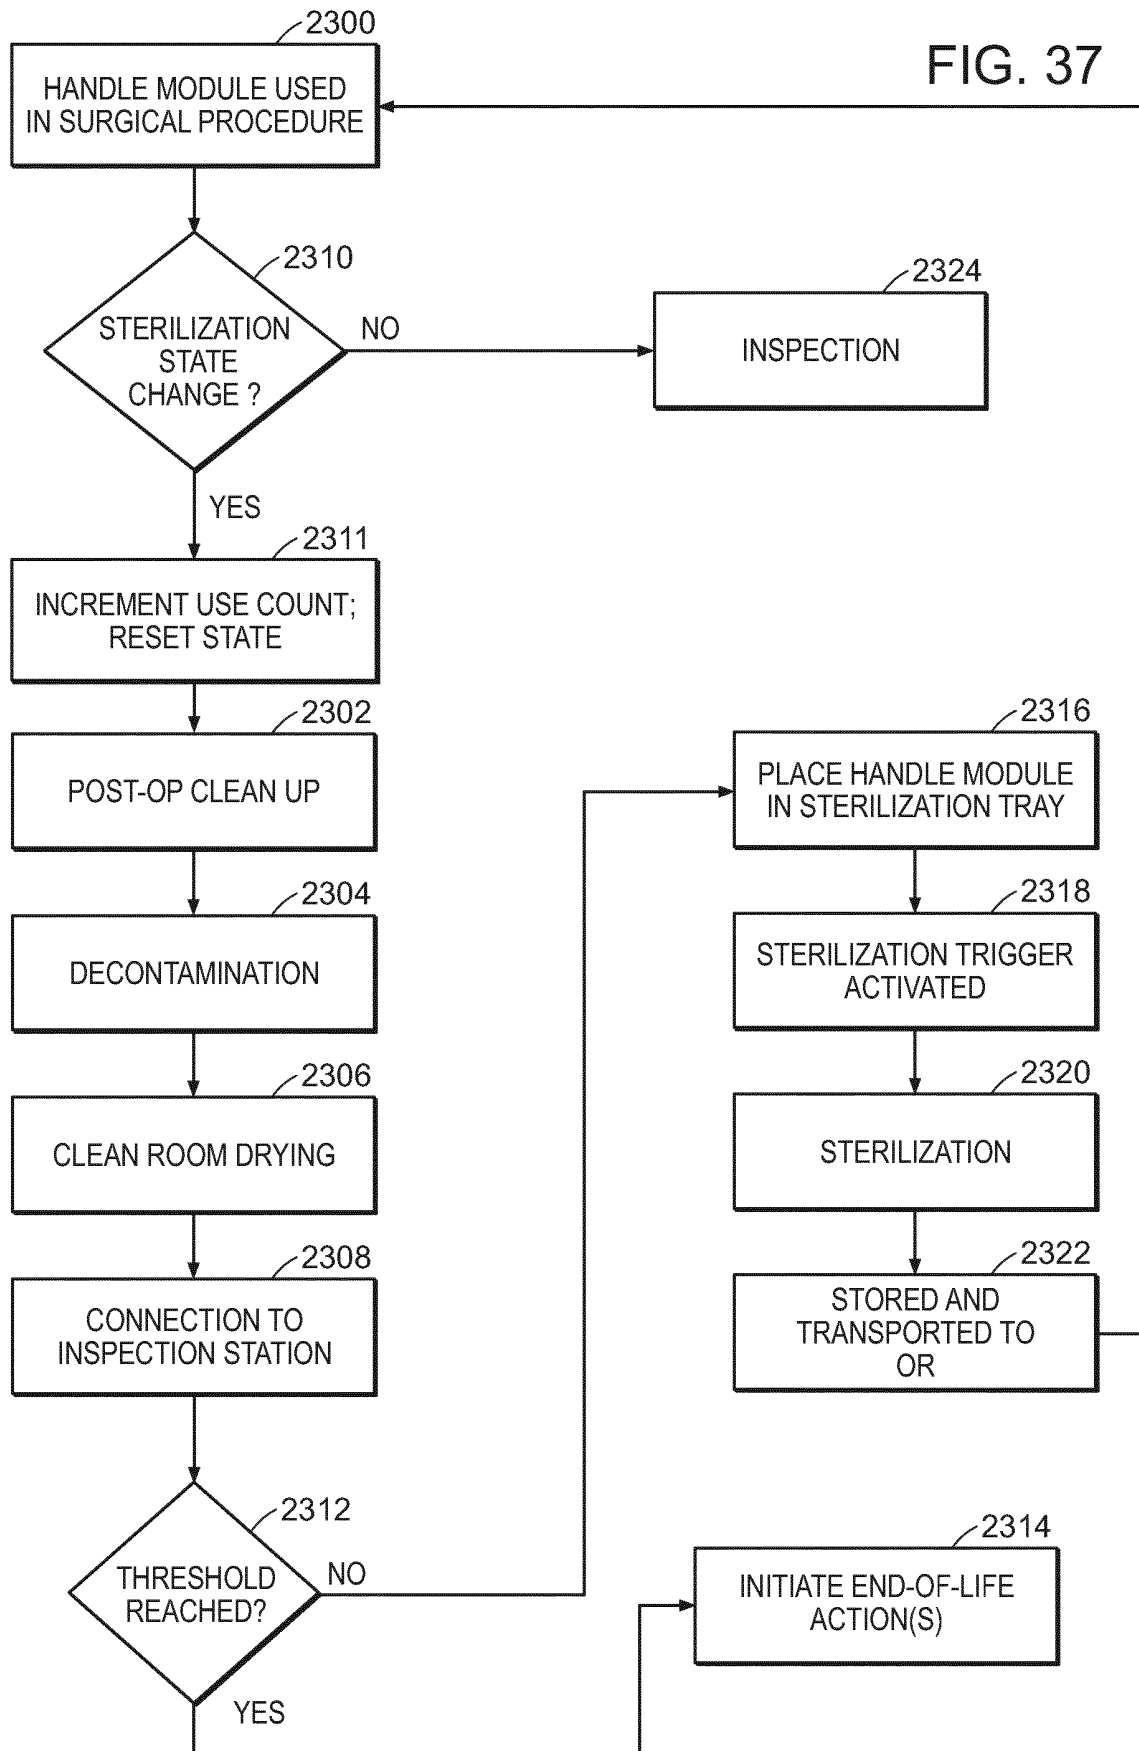 FIG. 37
2300
HANDLE MODULE USED
IN SURGICAL PROCEDURE
2310
STERILIZATION
STATE
CHANGE ?
NO
2324
INSPECTION
YES
2311
INCREMENT USE COUNT;
RESET STATE
2302
POST-OP CLEAN UP
2304
DECONTAMINATION
2306
CLEAN ROOM DRYING
2308
CONNECTION TO
INSPECTION STATION
2312
THRESHOLD
REACHED?
NO
YES
2316
PLACE HANDLE MODULE
IN STERILIZATION TRAY
2318
STERILIZATION TRIGGER
ACTIVATED
2320
STERILIZATION
2322
STORED AND
TRANSPORTED TO
OR
2314
INITIATE END-OF-LIFE
ACTION(S)